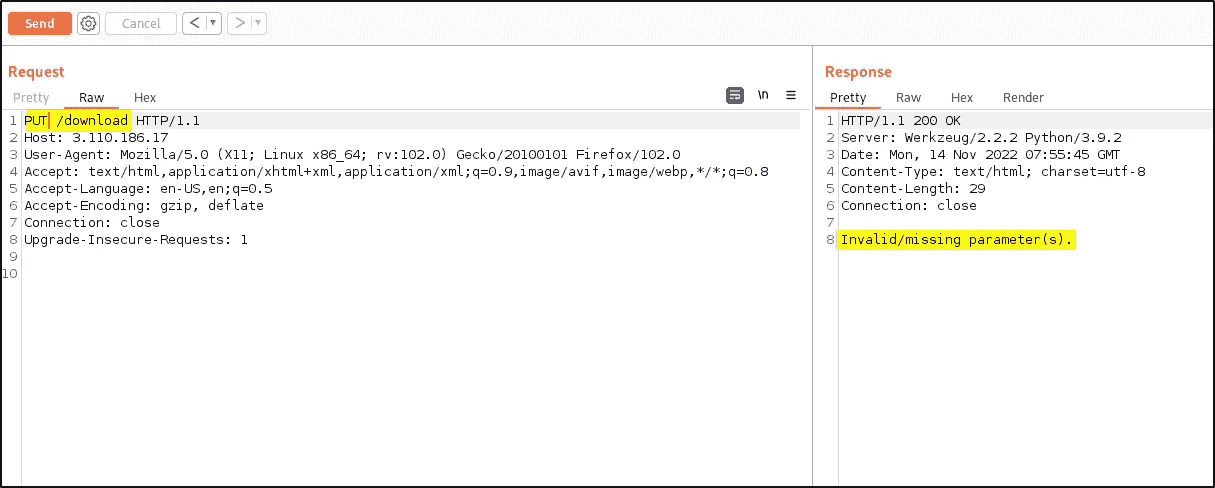 Send Cancel < > 
Request
Pretty Raw Hex
\n
1 PUT /download HTTP/1.1
2 Host: 3.110.186.17
3 User-Agent: Mozilla/5.0 (X11; Linux x86_64; rv:102.0) Gecko/20100101 Firefox/102.0
4 Accept: text/html,application/xhtml+xml,application/xml;q=0.9,image/avif,image/webp,*/*;q=0.8
5 Accept-Language: en-US,en;q=0.5
6 Accept-Encoding: gzip, deflate
7 Connection: close
8 Upgrade-Insecure-Requests: 1
9
10
Response
Pretty Raw Hex Render
1 HTTP/1.1 200 OK
2 Server: Werkzeug/2.2.2 Python/3.9.2
3 Date: Mon, 14 Nov 2022 07:55:45 GMT
4 Content-Type: text/html; charset=utf-8
5 Content-Length: 29
6 Connection: close
7
8 Invalid/missing parameter(s).